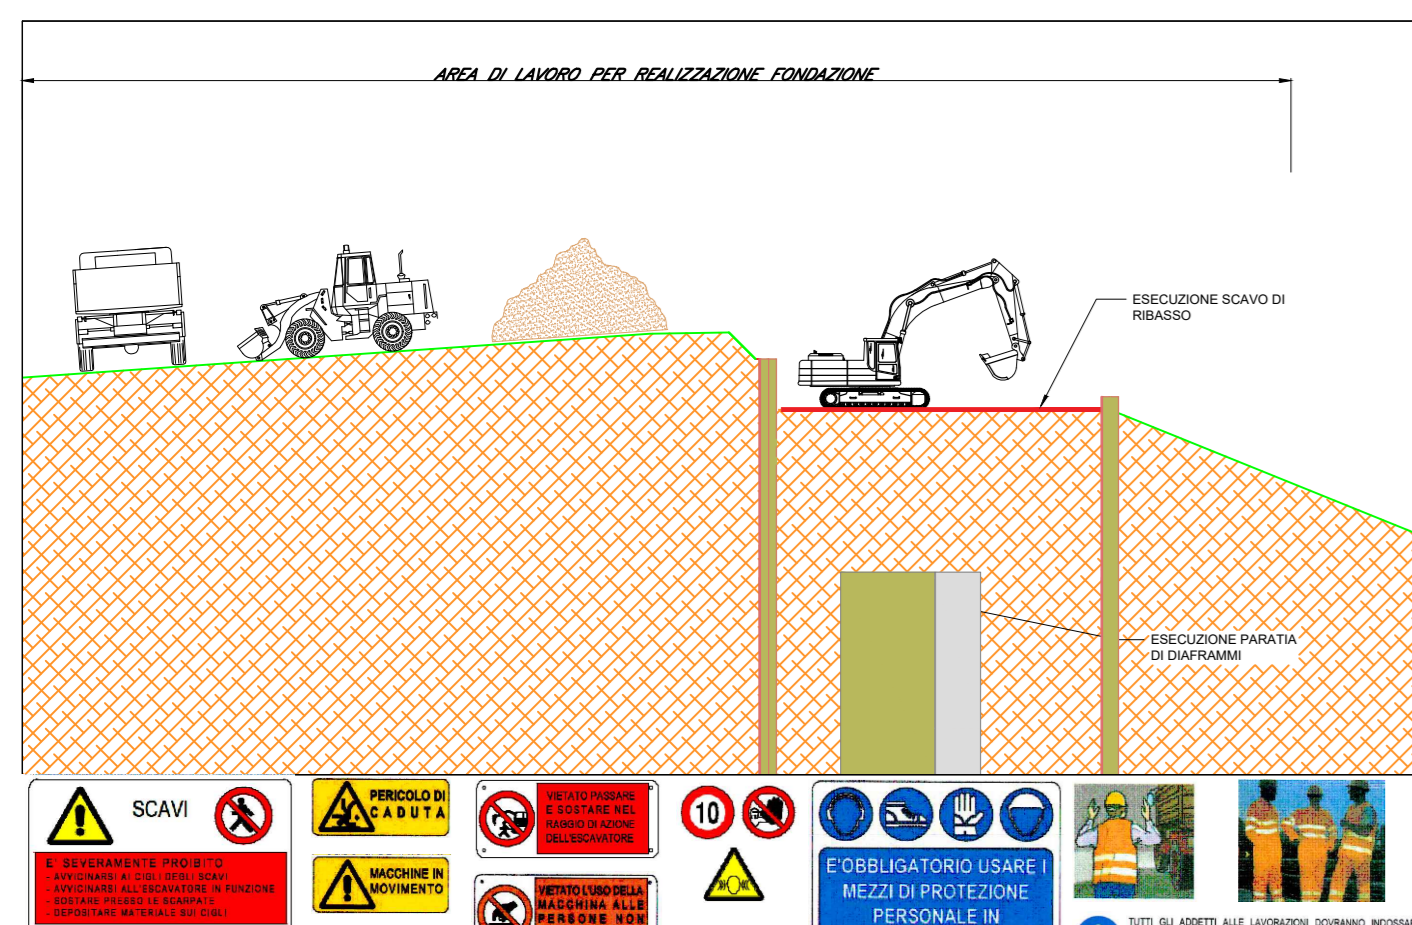 AREA DI LAVORO PER REALIZZAZIONE FONDAZIONE
ESECUZIONE SCAVO DI
RIBASSO
ESECUZIONE PARATIA
DI DIAFRAMMI
SCAVI
E' SEVERAMENTE PROIBITO
- AVVICINARSI AI CIGLI DEGLI SCAVI
- AVVICINARSI ALL'ESCAVATORE IN FUNZIONE
- SOSTARE PRESSO LE SCARPATE
- DEPOSITARE MATERIALE SUI CIGLI
PERICOLO DI
CADUTA
MACCHINE IN
MOVIMENTO
VIETATO PASSARE
E SOSTARE NEL
RAGGIO DI AZIONE
DELL'ESCAVATORE
VIETATO L'USO DELLA
MACCHINA ALLE
PERSONE NON
10
E'OBBLIGATORIO USARE I
MEZZI DI PROTEZIONE
PERSONALE IN
TUTTI GLI ADDETTI ALLE LAVORAZIONI DOVRANNO INDOSSAR